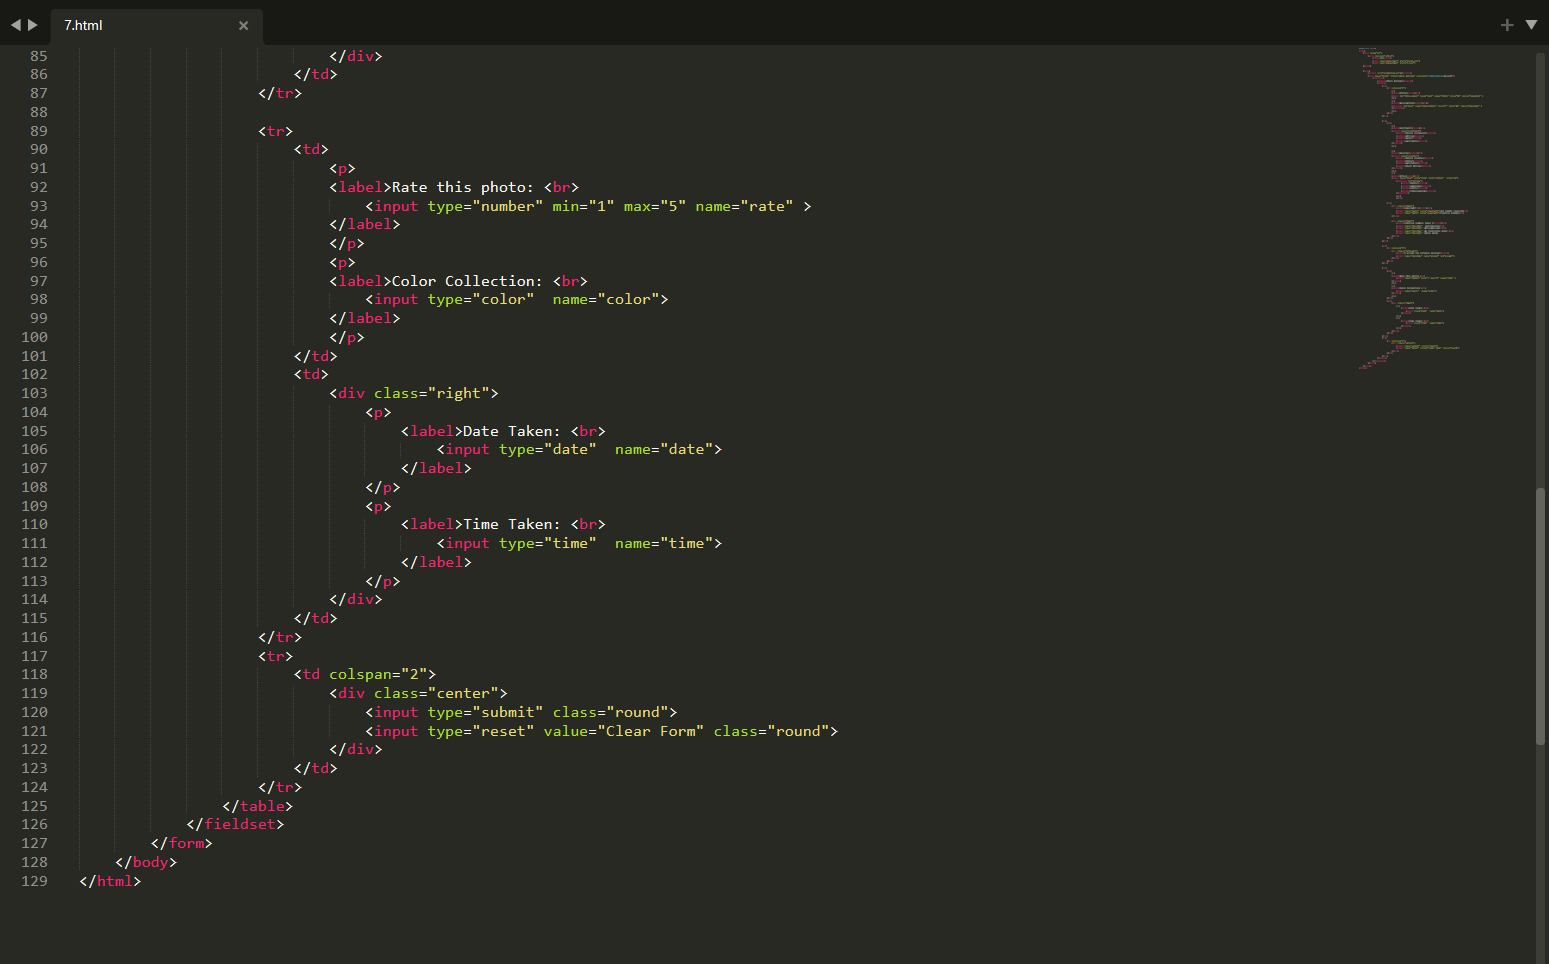 7.html
85 </div>
86 </td>
87 </tr>
88
89 <tr>
90 <td>
91 <p>
92 <label>Rate this photo: <br>
93 <input type="number" min="1" max="5" name="rate" >
94 </label>
95 </p>
96 <p>
97 <label>Color Collection: <br>
98 <input type="color"  name="color">
99 </label>
100 </p>
101 </td>
102 <td>
103 <div class="right">
104 <p>
105 <label>Date Taken: <br>
106 <input type="date"  name="date">
107 </label>
108 </p>
109 <p>
110 <label>Time Taken: <br>
111 <input type="time"  name="time">
112 </label>
113 </p>
114 </div>
115 </td>
116 </tr>
117 <tr>
118 <td colspan="2">
119 <div class="center">
120 <input type="submit" class="round">
121 <input type="reset" value="Clear Form" class="round">
122 </div>
123 </td>
124 </tr>
125 </table>
126 </fieldset>
127 </form>
128 </body>
129 </html>